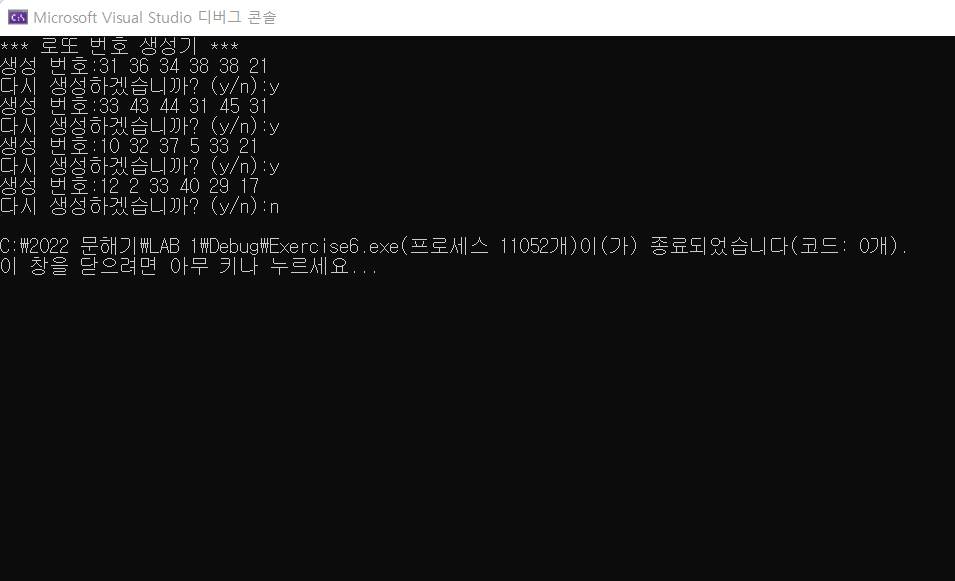 Microsoft Visual Studio 디버그 콘솔
*** 로또 번호 생성기 ***
생성 번호:31 36 34 38 38 21
다시 생성하겠습니까? (y/n):y
생성 번호:33 43 44 31 45 31
다시 생성하겠습니까? (y/n):y
생성 번호:10 32 37 5 33 21
다시 생성하겠습니까? (y/n):y
생성 번호:12 2 33 40 29 17
다시 생성하겠습니까? (y/n):n
C:₩2022 문해기₩LAB 1₩Debug₩Exercise6.exe(프로세스 11052개)이(가) 종료되었습니다(코드: 0개).
이 창을 닫으려면 아무 키나 누르세요...